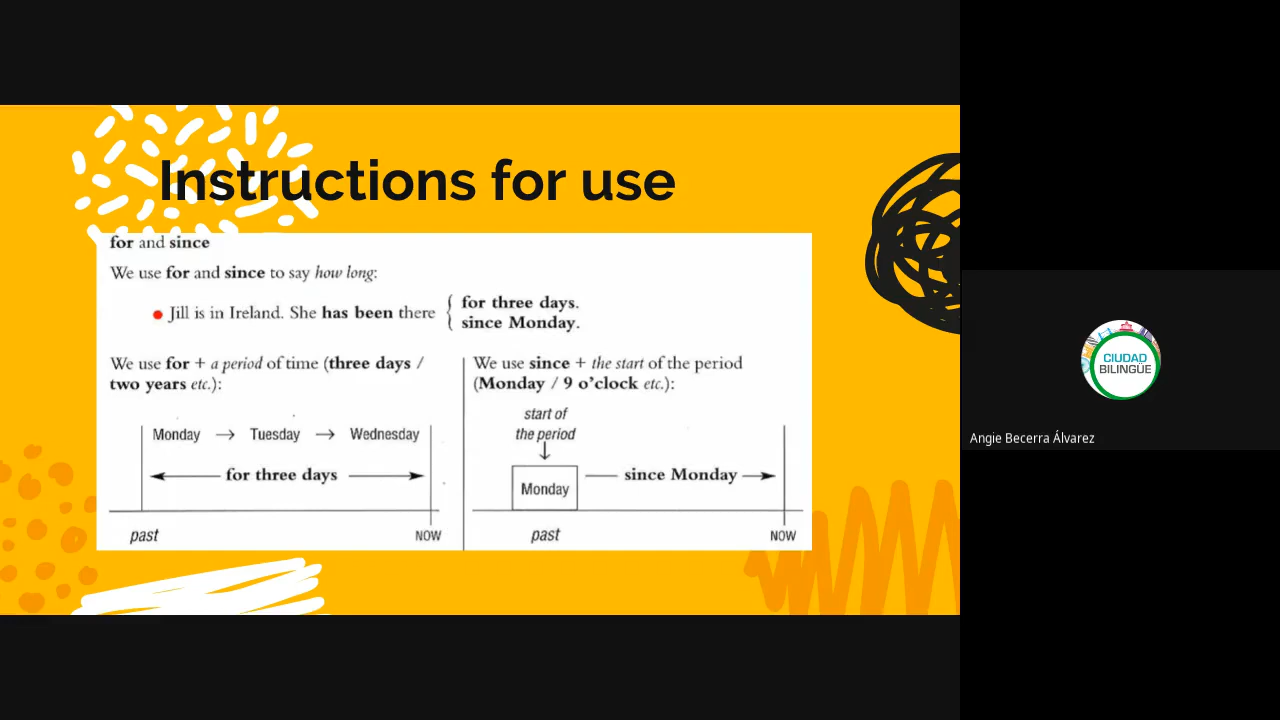 Instructions for use
for and since
We use for and since to say how long:
Jill is in Ireland. She has been there
for three days.
since Monday.
We use for + a period of time (three days /
two years etc.):
Monday → Tuesday → Wednesday
for three days
past
NOW
We use since + the start of the period
(Monday / 9 o'clock etc.):
start of
the period
Monday
since Monday
past
NOW
CIUDAD
BILINGÜE
Angie Becerra Álvarez